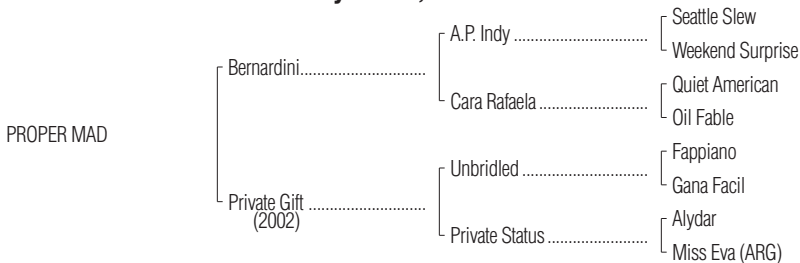 Seattle Slew
A.P. Indy ..................................
Weekend Surprise
Bernardini...............................
Quiet American
Cara Rafaela ...........................
Oil Fable
PROPER MAD
Fappiano
Unbridled ...............................
Gana Facil
Private Gift .............................
(2002)
Alydar
Private Status .........................
Miss Eva (ARG)